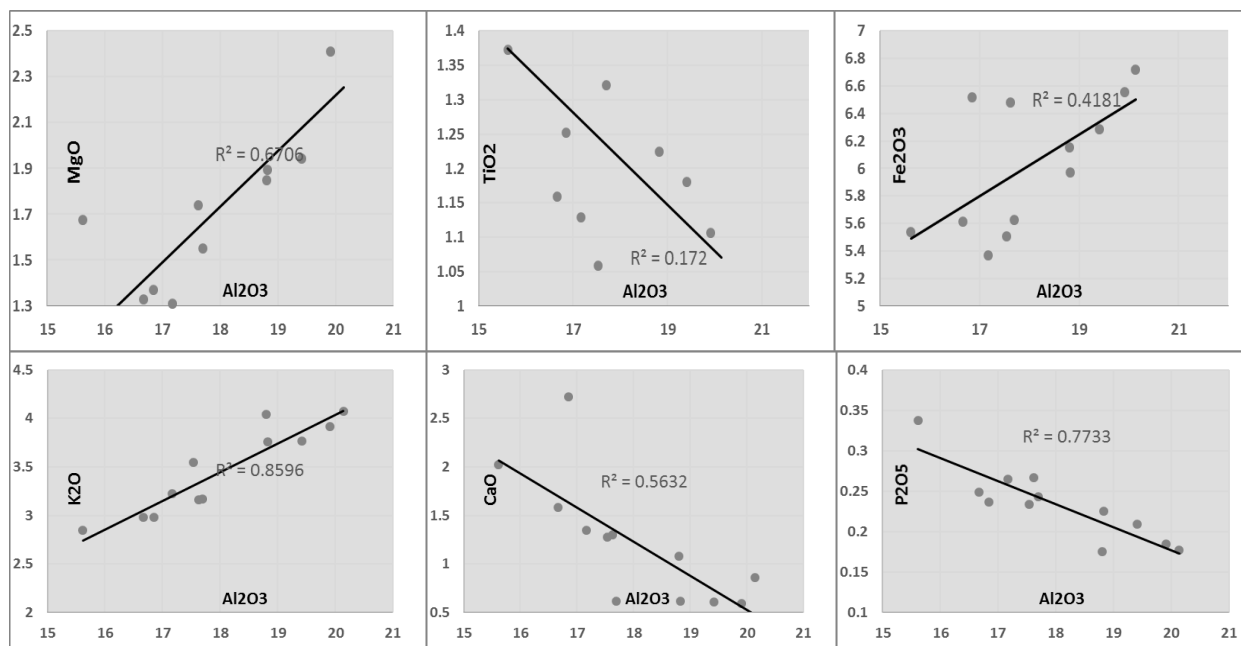 2.5
2.3
2.1
1.9
1.7
1.5
1.3
MgO
R² = 0.6706
Al2O3
15 16 17 18 19 20 21
1.4
1.35
1.3
1.25
1.2
1.15
1.1
1.05
1
TiO2
R² = 0.172
Al2O3
15 17 19 21
7
6.8
6.6
6.4
6.2
6
5.8
5.6
5.4
5.2
5
Fe2O3
R² = 0.4181
Al2O3
15 17 19 21
4.5
4
3.5
3
2.5
2
K2O
R² = 0.8596
Al2O3
15 16 17 18 19 20 21
3
2.5
2
1.5
1
0.5
CaO
R² = 0.5632
Al2O3
15 16 17 18 19 20 21
0.4
0.35
0.3
0.25
0.2
0.15
0.1
P2O5
R² = 0.7733
Al2O3
15 16 17 18 19 20 21